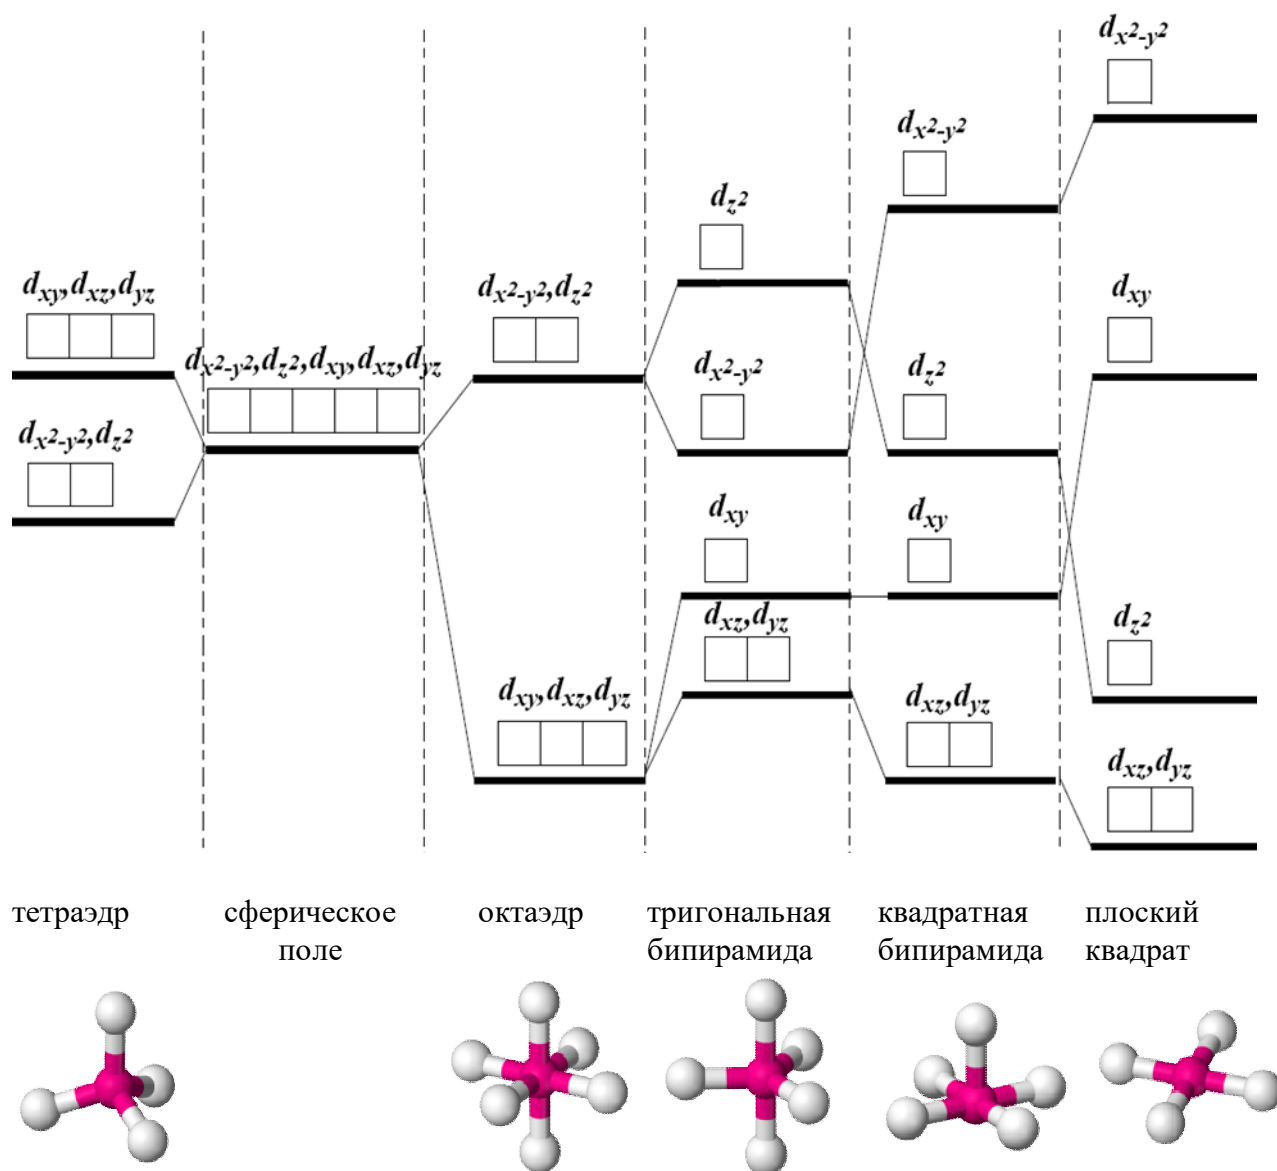 d_{x²-y²}
d_{x²-y²}
d_{z²}
d_{xy},d_{xz},d_{yz}
d_{x²-y²},d_{z²}
d_{xy}
d_{x²-y²},d_{z²},d_{xy},d_{xz},d_{yz}
d_{x²-y²}
d_{z²}
d_{x²-y²},d_{z²}
d_{xy}
d_{xy}
d_{xz},d_{yz}
d_{z²}
d_{xy},d_{xz},d_{yz}
d_{xz},d_{yz}
d_{xz},d_{yz}
тетраэдр
сферическое
поле
октаэдр
тригональная
бипирамида
квадратная
бипирамида
плоский
квадрат